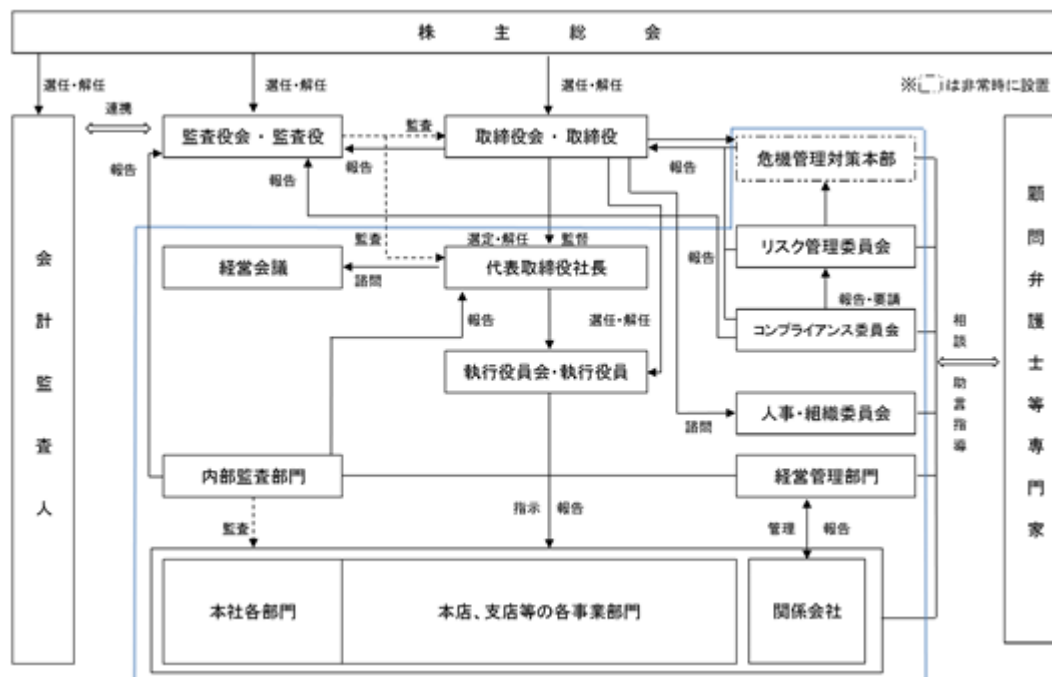 株主総会
選任・解任
選任・解任
選任・解任
※[ ]は非常時に設置
連携
監査役会・監査役
監査
取締役会・取締役
報告
報告
報告
報告
危機管理対策本部
監査
選定・解任
監督
報告
リスク管理委員会
経営会議
諮問
代表取締役社長
報告・要請
報告
選任・解任
コンプライアンス委員会
執行役員会・執行役員
諮問
人事・組織委員会
相談
助言指導
会計監査人
顧問弁護士等専門家
内部監査部門
経営管理部門
監査
指示
報告
管理
報告
本社各部門
本店、支店等の各事業部門
関係会社